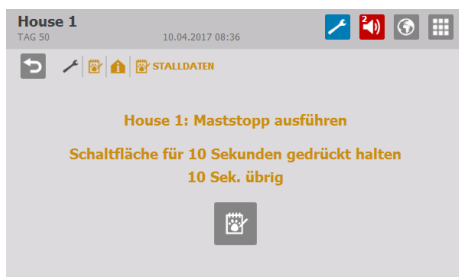 House 1
TAG 50
10.04.2017 08:36
2
STALLDATEN
House 1: Maststopp ausführen
Schaltfläche für 10 Sekunden gedrückt halten
10 Sek. übrig